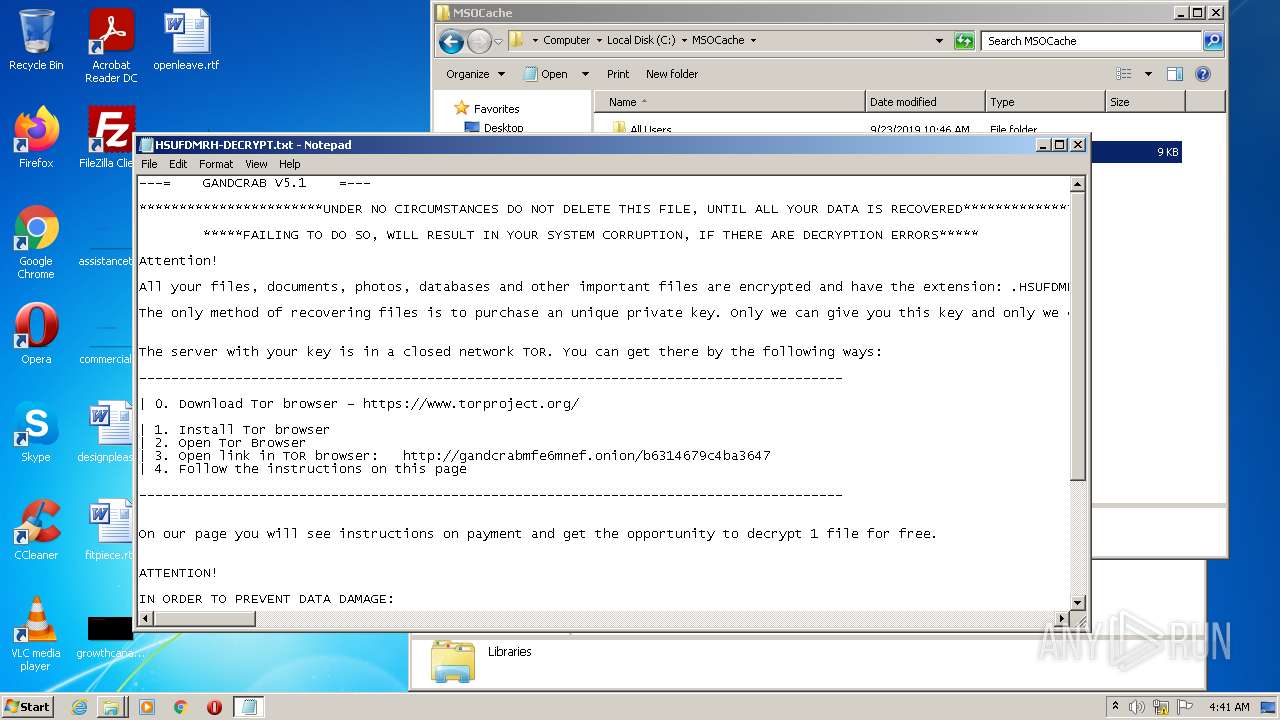 Recycle Bin
Acrobat
Reader DC
openleave.rtf
Firefox
FileZilla Clie
Google
Chrome
assistancet
Opera
commercial
Skype
designpleas
CCleaner
fitpiece.rt
VLC media
player
growthcana
MSOCache
Computer
Local Disk (C:)
MSOCache
Search MSOCache
Organize
Open
Print
New folder
Favorites
Desktop
Name
Date modified
Type
Size
All Users
9/23/2019 10:46 AM
File folder
9 KB
HSUFDMRH-DECRYPT.txt - Notepad
File Edit Format View Help
---= GANDCRAB V5.1 =---
***********************UNDER NO CIRCUMSTANCES DO NOT DELETE THIS FILE, UNTIL ALL YOUR DATA IS RECOVERED*************
*****FAILING TO DO SO, WILL RESULT IN YOUR SYSTEM CORRUPTION, IF THERE ARE DECRYPTION ERRORS*****
Attention!
All your files, documents, photos, databases and other important files are encrypted and have the extension: .HSUFDM
The only method of recovering files is to purchase an unique private key. Only we can give you this key and only we
The server with your key is in a closed network TOR. You can get there by the following ways:
----------------------------------------------------------------------------------------
| 0. Download Tor browser - https://www.torproject.org/
| 1. Install Tor browser
| 2. Open Tor Browser
| 3. Open link in TOR browser: http://gandcrabmfe6mnef.onion/b6314679c4ba3647
| 4. Follow the instructions on this page
----------------------------------------------------------------------------------------
On our page you will see instructions on payment and get the opportunity to decrypt 1 file for free.
ATTENTION!
IN ORDER TO PREVENT DATA DAMAGE:
Libraries
ANY RUN
Start
4:41 AM